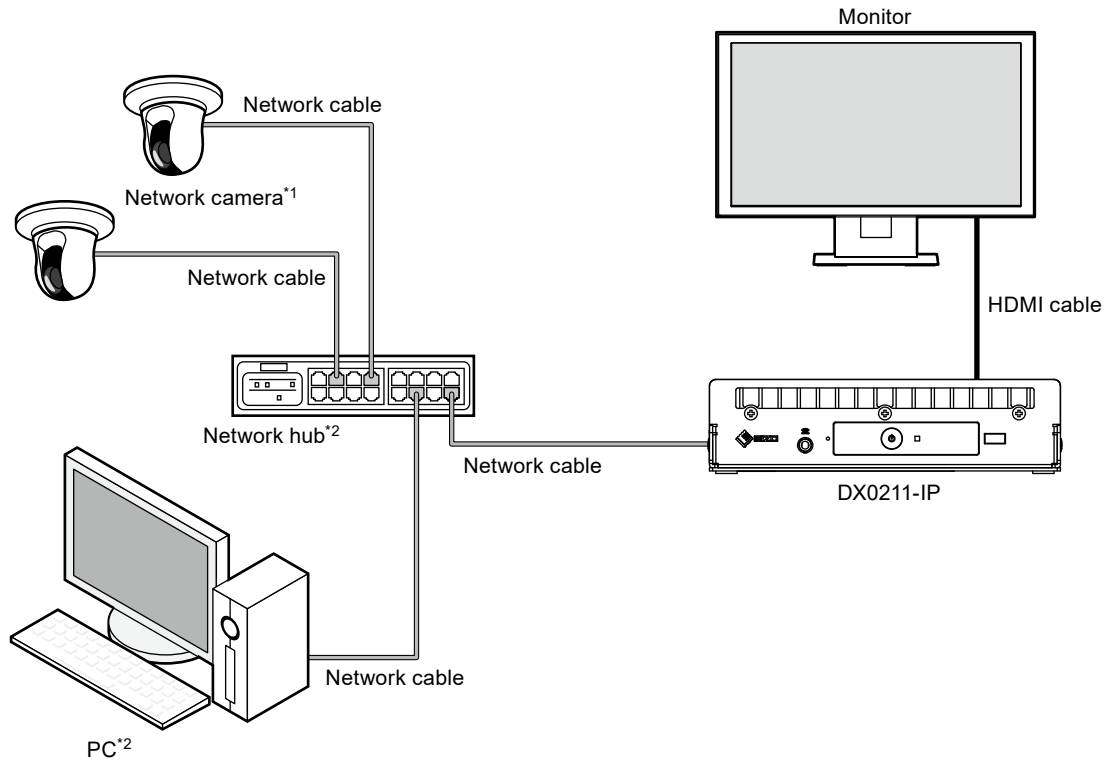 Monitor
Network cable
Network camera*1
Network cable
HDMI cable
Network hub*2
Network cable
DX0211-IP
Network cable
PC*2